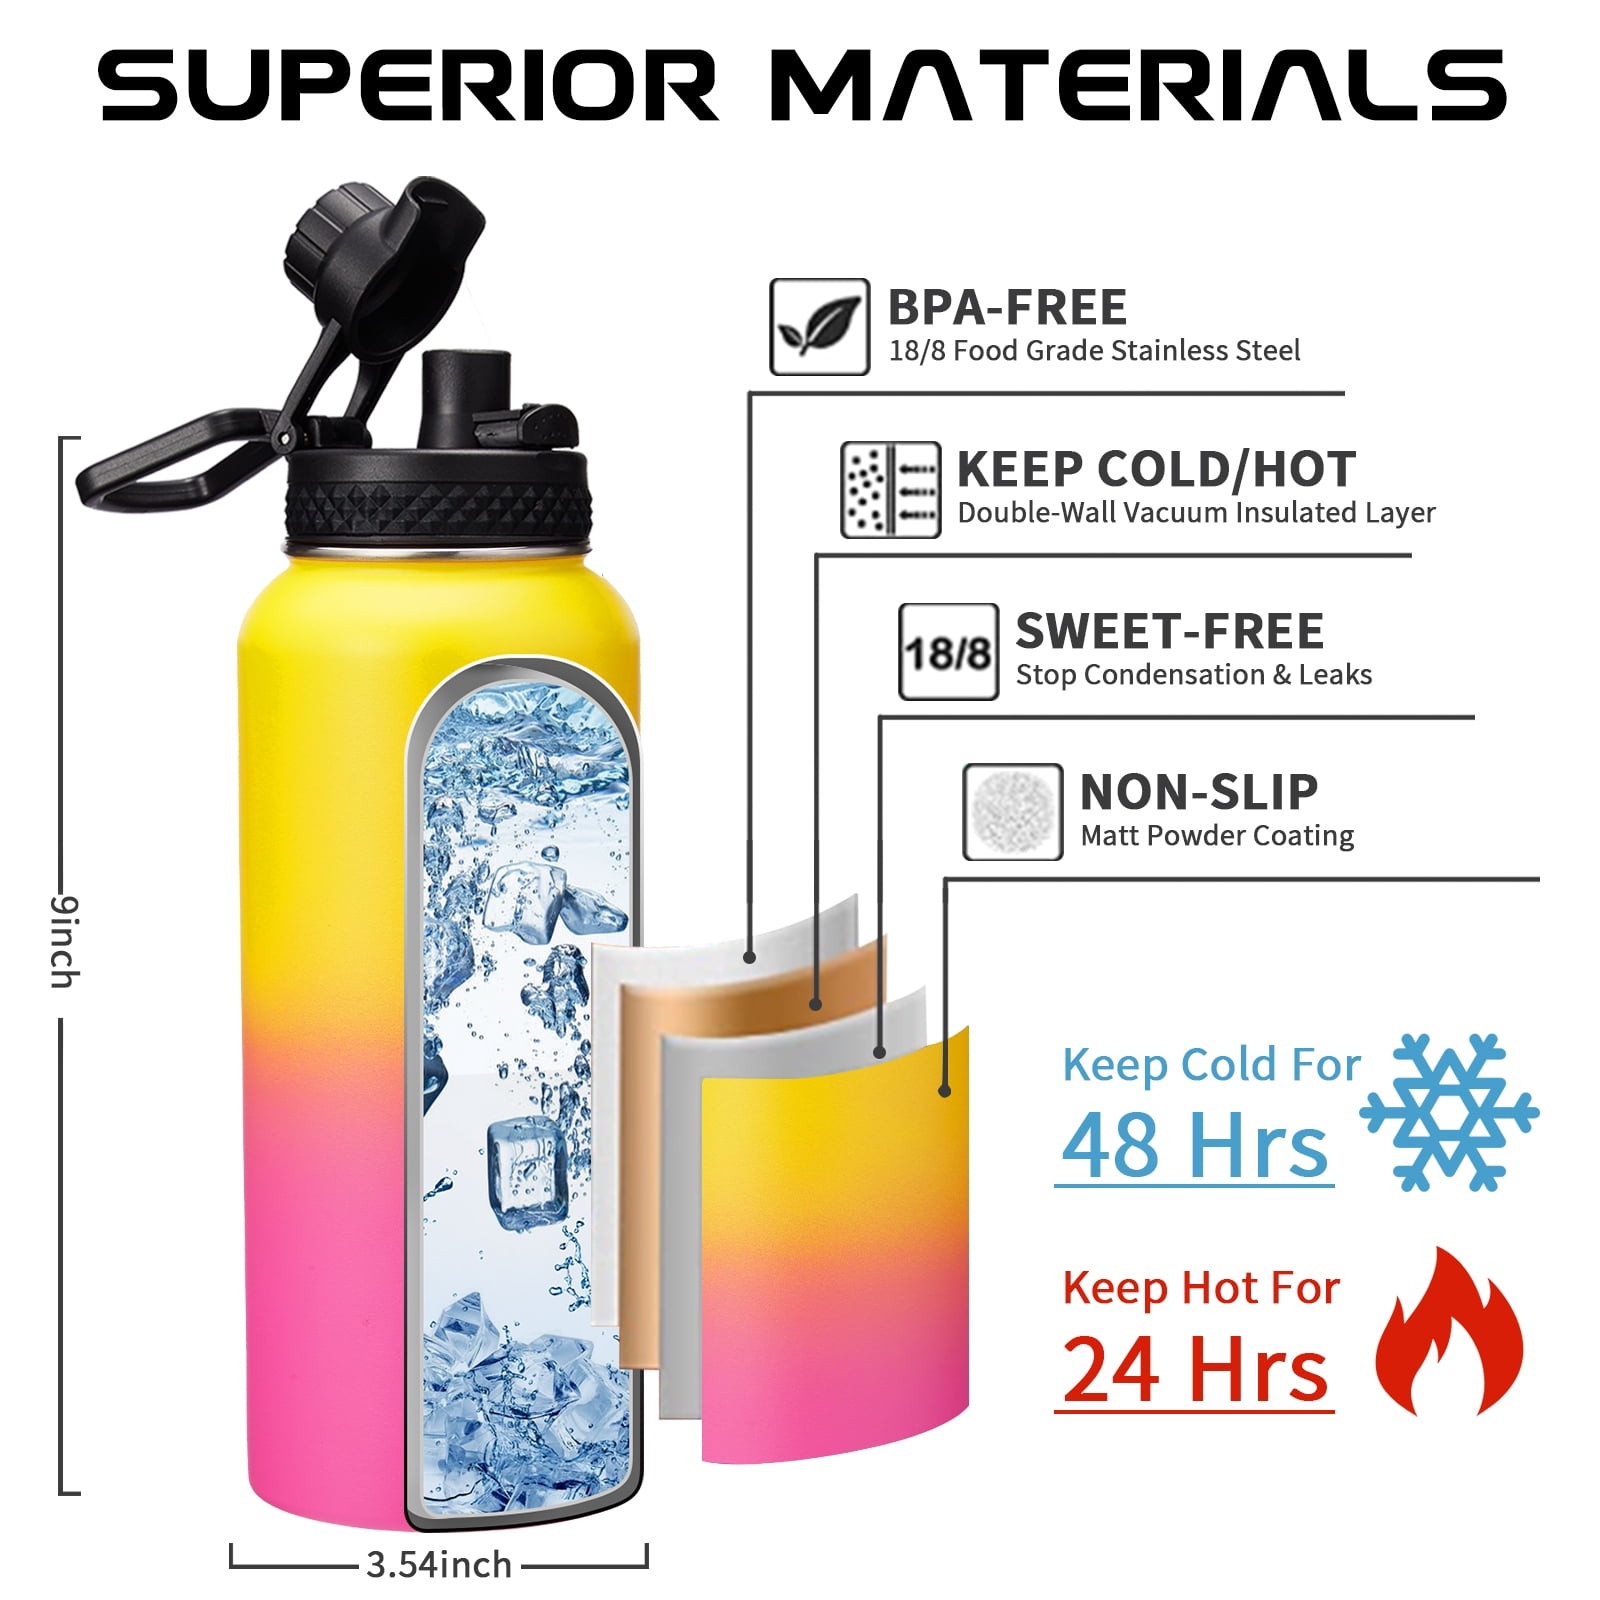 SUPERIOR MATERIALS
BPA-FREE
18/8 Food Grade Stainless Steel
KEEP COLD/HOT
Double-Wall Vacuum Insulated Layer
18/8
SWEET-FREE
Stop Condensation & Leaks
NON-SLIP
Matt Powder Coating
9inch
Keep Cold For
48 Hrs
Keep Hot For
24 Hrs
3.54inch